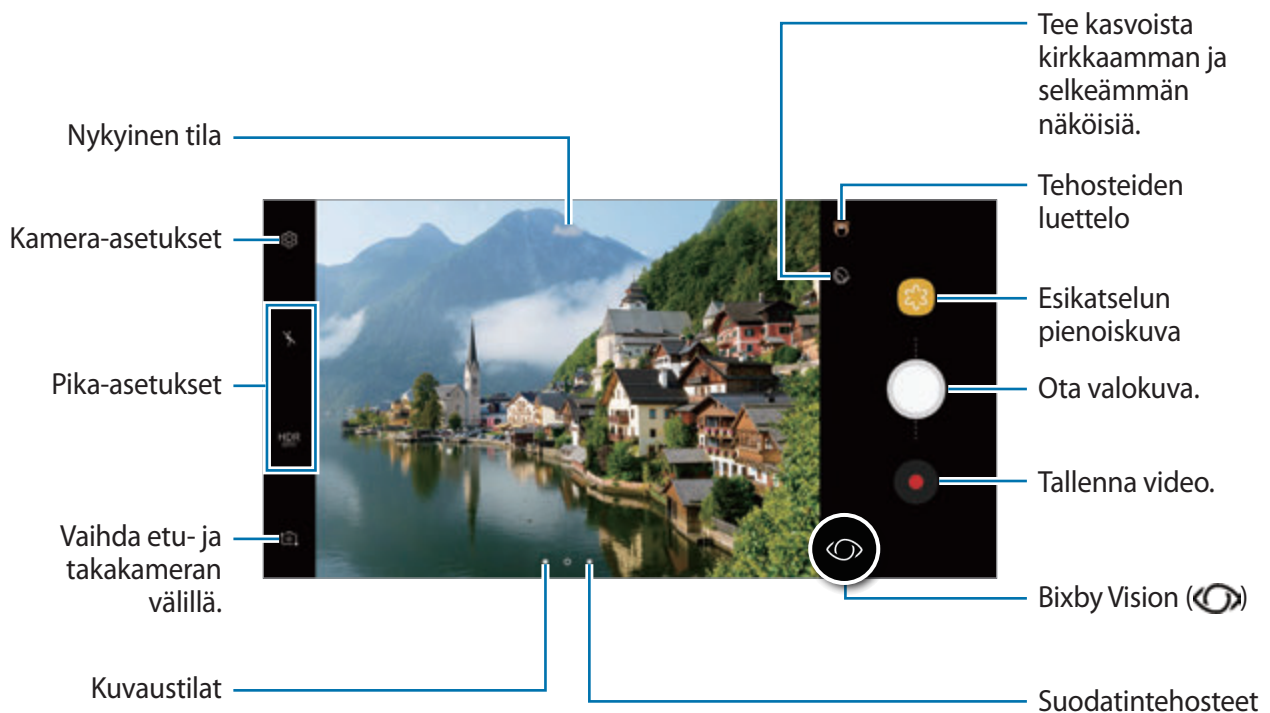 Tee kasvoista
kirkkaamman ja
selkeämmän
näköisiä.
Nykyinen tila
Tehosteiden
luettelo
Kamera-asetukset
Esikatselun
pienoiskuva
Pika-asetukset
Ota valokuva.
HDR
Tallenna video.
Vaihda etu- ja
takakameran
välillä.
Bixby Vision ()
Kuvaustilat
Suodatintehosteet